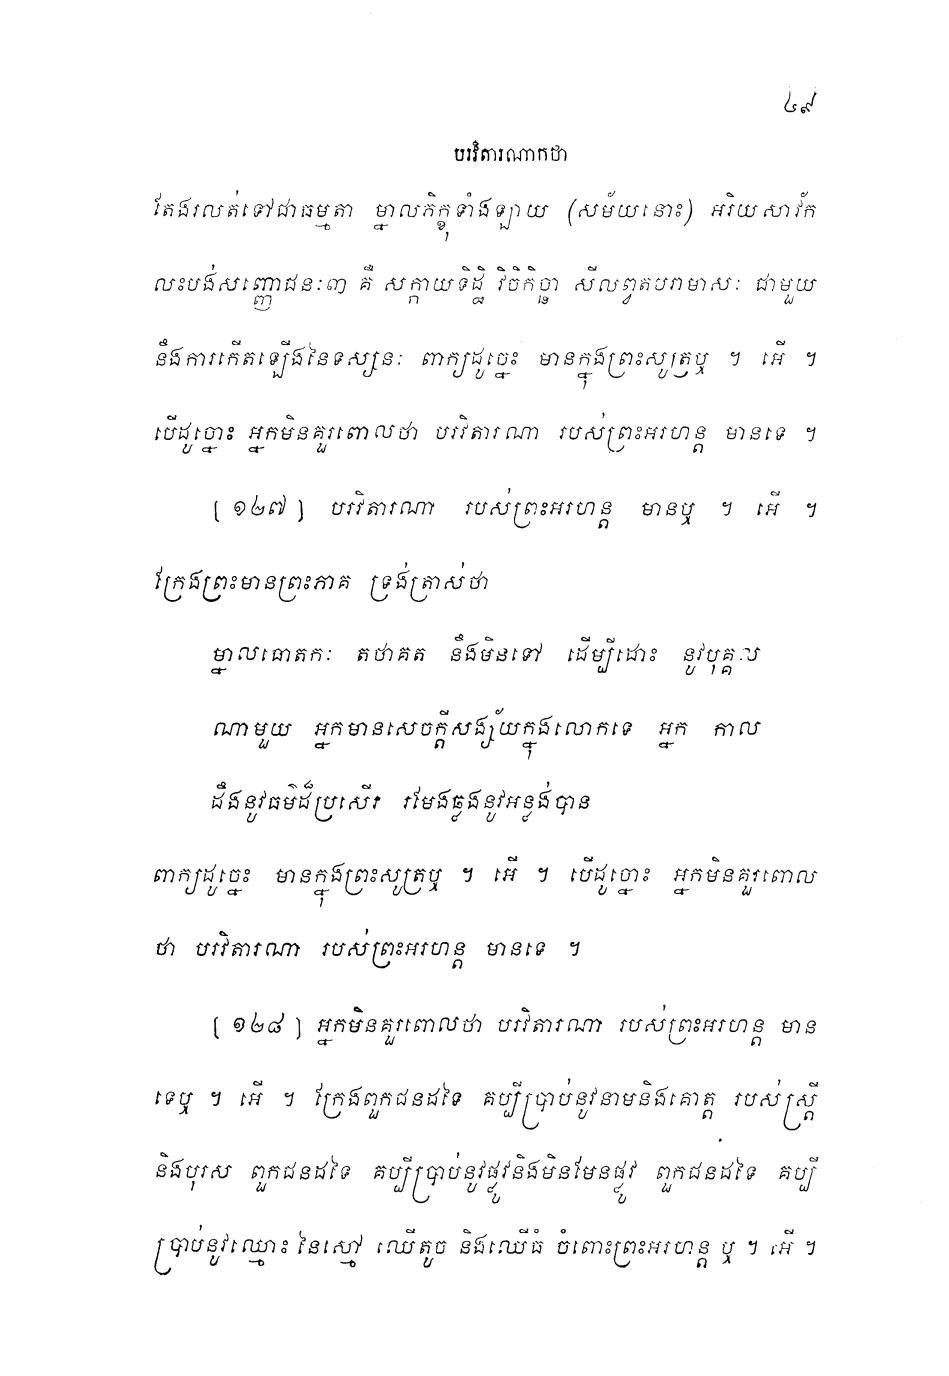 ៤៩
បរវិតារណាកថា
តែងរលត់ទៅជាធម្មតា ម្នាលភិក្ខុទាំងឡាយ (សម័យនោះ) អរិយសាវ័ក
លះបង់សញ្ញោជនៈ៣ គឺ សក្កាយទិដ្ឋិ វិចិកិច្ឆា សីលព្វតបរាមាសៈ ជាមួយ
នឹងការកើតឡើងនៃទស្សនៈ ពាក្យដូច្នេះ មានក្នុងព្រះសូត្រឬ ។ អើ ។
បើដូច្នោះ អ្នកមិនគួរពោលថា បរវិតារណា របស់ព្រះអរហន្ត មានទេ ។
[ ១២៧ ] បរវិតារណា របស់ព្រះអរហន្ត មានឬ ។ អើ ។
ក្រែងព្រះមានព្រះភាគ ទ្រង់ត្រាស់ថា
ម្នាលធោតកៈ តថាគត នឹងមិនទៅ ដើម្បីដោះ នូវបុគ្គល
ណាមួយ អ្នកមានសេចក្តីសង្ស័យក្នុងលោកទេ អ្នក កាល
ដឹងនូវធម៌ដ៏ប្រសើរ រមែងឆ្លងនូវអន្លង់បាន
ពាក្យដូច្នេះ មានក្នុងព្រះសូត្រឬ ។ អើ ។ បើដូច្នោះ អ្នកមិនគួរពោល
ថា បរវិតារណា របស់ព្រះអរហន្ត មានទេ ។
[ ១២៨ ] អ្នកមិនគួរពោលថា បរវិតារណា របស់ព្រះអរហន្ត មាន
ទេឬ ។ អើ ។ ក្រែងពួកជនដទៃ គប្បីប្រាប់នូវនាមនិងគោត្ត របស់ស្ត្រី
និងបុរស ពួកជនដទៃ គប្បីប្រាប់នូវផ្លូវនិងមិនមែនផ្លូវ ពួកជនដទៃ គប្បី
ប្រាប់នូវឈ្មោះ នៃស្មៅ ឈើតូច និងឈើធំ ចំពោះព្រះអរហន្ត ឬ ។ អើ ។